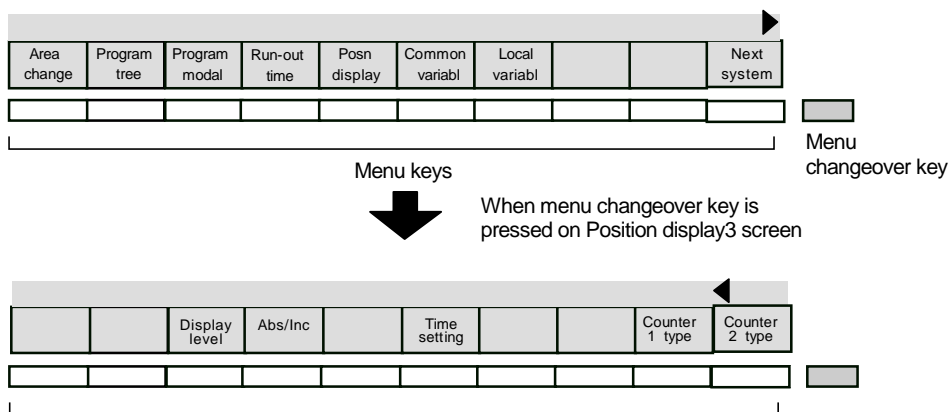 Area Program Program Run-out Posn Common Local Next
change tree modal time display variabl variabl system
Menu
changeover key
Menu keys
When menu changeover key is
pressed on Position display3 screen
Display Abs/Inc Time Counter Counter
level setting 1 type 2 type